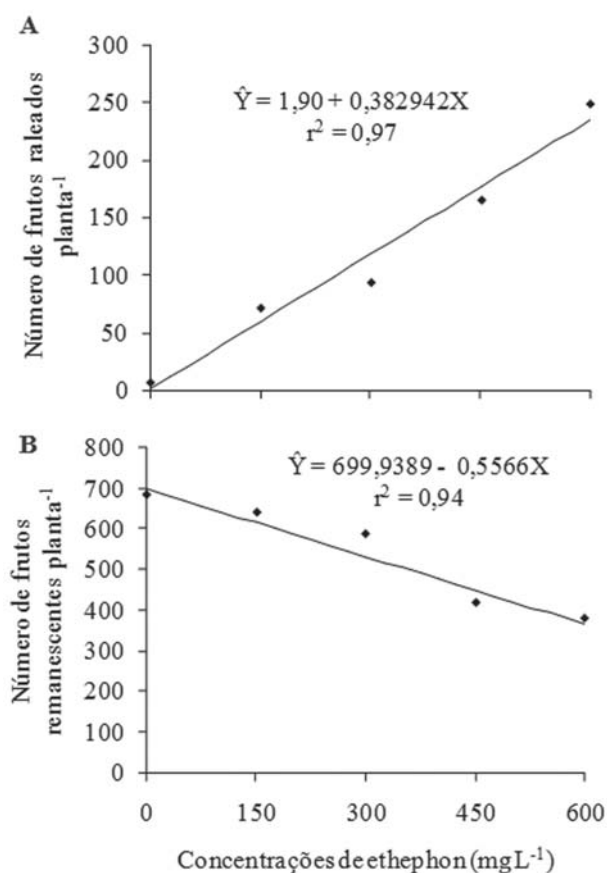 A
300
250
200
150
100
50
0
Número de frutos raleados
planta⁻¹
Ŷ = 1,90 + 0,382942X
r² = 0,97
B
800
700
600
500
400
300
200
100
0
Número de frutos
remanescentes planta⁻¹
Ŷ = 699,9389 - 0,5566X
r² = 0,94
0 150 300 450 600
Concentrações de ethephon (mg L⁻¹)